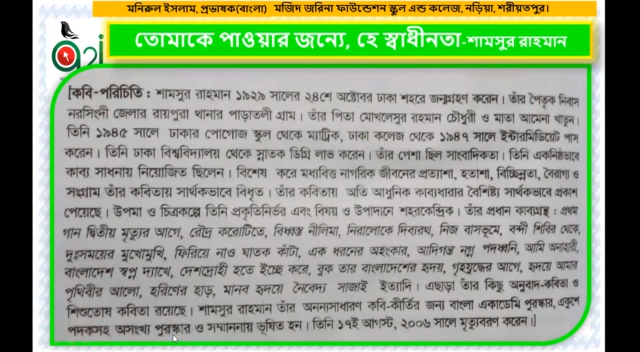 মনিরুল ইসলাম, প্রভাষক(বাংলা) মজিদ জরিনা ফাউন্ডেশন স্কুল এন্ড কলেজ, নড়িয়া, শরীয়তপুর।
তোমাকে পাওয়ার জন্যে, হে স্বাধীনতা-শামসুর রাহমান
[কবি-পরিচিতি : শামসুর রাহমান ১৯২৯ সালের ২৪শে অক্টোবর ঢাকা শহরে জন্মগ্রহণ করেন। তাঁর পৈতৃক নিবাস
নরসিংদী জেলার রায়পুরা থানার পাড়াতলী গ্রাম। তাঁর পিতা মোখলেসুর রহমান চৌধুরী ও মাতা আমেনা খাতুন।
তিনি ১৯৪৫ সালে ঢাকার পোগোজ স্কুল থেকে ম্যাট্রিক, ঢাকা কলেজ থেকে ১৯৪৭ সালে ইন্টারমিডিয়েট পাস
করেন। তিনি ঢাকা বিশ্ববিদ্যালয় থেকে স্নাতক ডিগ্রি লাভ করেন। তাঁর পেশা ছিল সাংবাদিকতা। তিনি একনিষ্ঠভাবে
কাব্য সাধনায় নিয়োজিত ছিলেন। বিশেষ করে মধ্যবিত্ত নাগরিক জীবনের প্রত্যাশা, হতাশা, বিচ্ছিন্নতা, বৈরাগ্য ও
সংগ্রাম তাঁর কবিতায় সার্থকভাবে বিধৃত। তাঁর কবিতায় অতি আধুনিক কাব্যধারার বৈশিষ্ট্য সার্থকভাবে প্রকাশ
পেয়েছে। উপমা ও চিত্রকল্পে তিনি প্রকৃতিনির্ভর এবং বিষয় ও উপাদানে শহরকেন্দ্রিক। তাঁর প্রধান কাব্যগ্রন্থ : প্রথম
গান দ্বিতীয় মৃত্যুর আগে, রৌদ্র করোটিতে, বিধ্বস্ত নীলিমা, নিরালোকে দিব্যরথ, নিজ বাসভূমে, বন্দী শিবির থেকে,
দুঃসময়ের মুখোমুখি, ফিরিয়ে নাও ঘাতক কাঁটা, এক ধরনের অহংকার, আদিগন্ত নগ্ন পদধ্বনি, আমি অনাহারী,
বাংলাদেশ স্বপ্ন দ্যাখে, দেশদ্রোহী হতে ইচ্ছে করে, বুক তার বাংলাদেশের হৃদয়, গৃহযুদ্ধের আগে, হৃদয়ে আমার
পৃথিবীর আলো, হরিণের হাড়, মানব হৃদয়ে নৈবেদ্য সাজাই ইত্যাদি। এছাড়া তাঁর কিছু অনুবাদ-কবিতা ও
শিশুতোষ কবিতা রয়েছে। শামসুর রাহমান তাঁর অনন্যসাধারণ কবি-কীর্তির জন্য বাংলা একাডেমি পুরস্কার, একুশে
পদকসহ অসংখ্য পুরস্কার ও সম্মাননায় ভূষিত হন। তিনি ১৭ই আগস্ট, ২০০৬ সালে মৃত্যুবরণ করেন।]